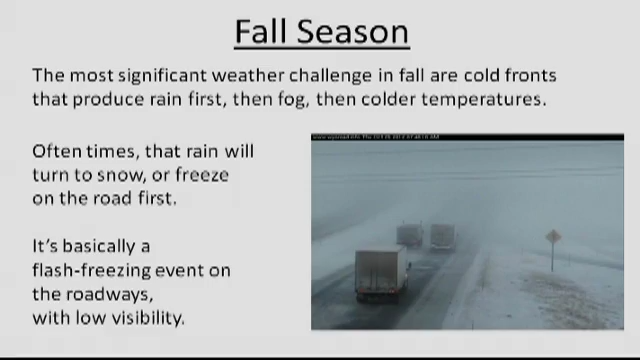 Fall Season
The most significant weather challenge in fall are cold fronts
that produce rain first, then fog, then colder temperatures.
Often times, that rain will
turn to snow, or freeze
on the road first.
It's basically a
flash-freezing event on
the roadways,
with low visibility.